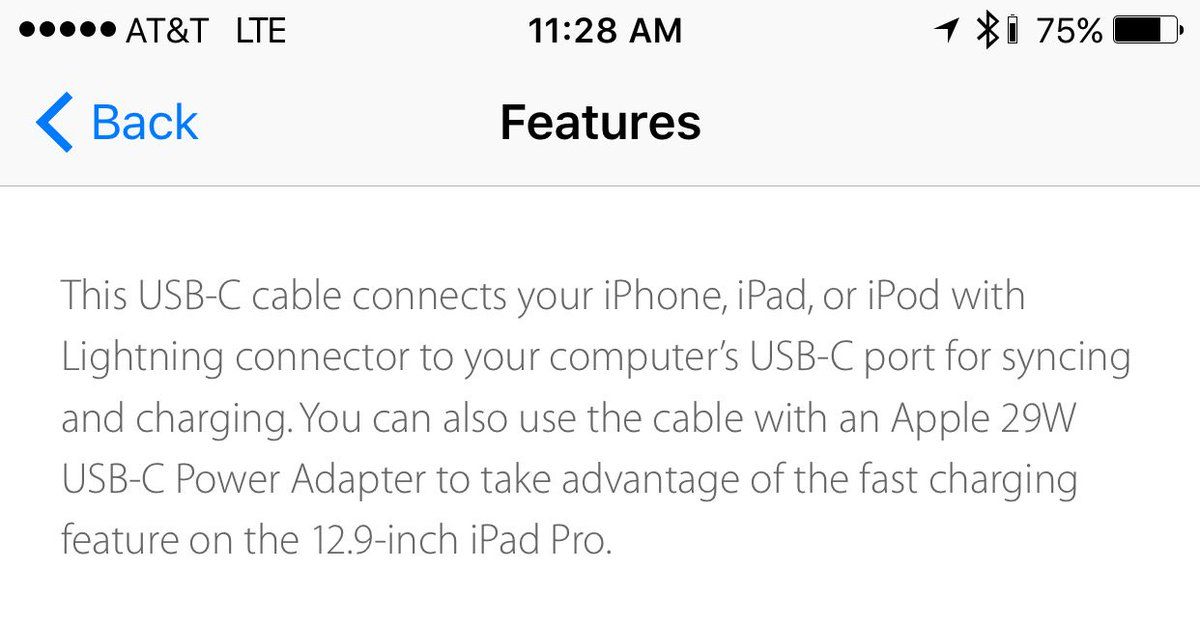 AT&T LTE 11:28 AM 75%
Back Features
This USB-C cable connects your iPhone, iPad, or iPod with
Lightning connector to your computer’s USB-C port for syncing
and charging. You can also use the cable with an Apple 29W
USB-C Power Adapter to take advantage of the fast charging
feature on the 12.9-inch iPad Pro.